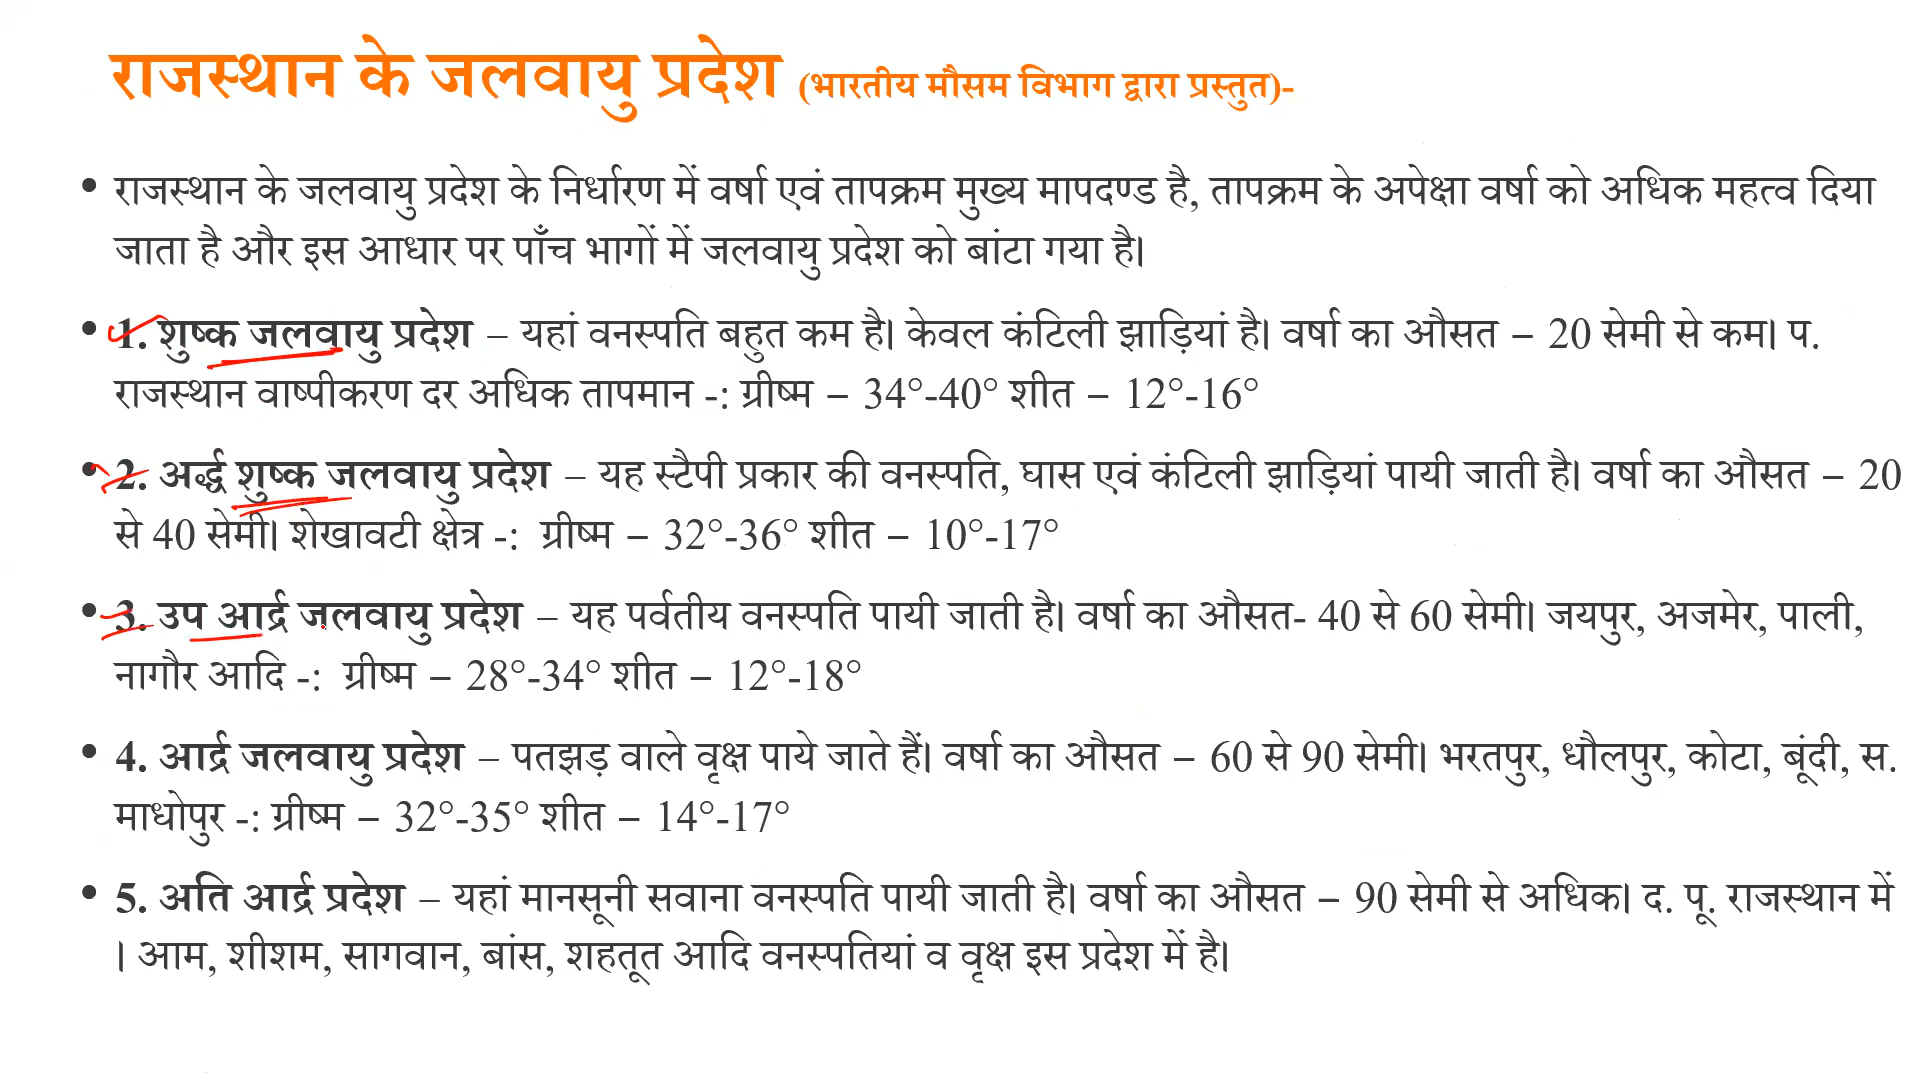 राजस्थान के जलवायु प्रदेश (भारतीय मौसम विभाग द्वारा प्रस्तुत)-
• राजस्थान के जलवायु प्रदेश के निर्धारण में वर्षा एवं तापक्रम मुख्य मापदण्ड है, तापक्रम के अपेक्षा वर्षा को अधिक महत्व दिया
जाता है और इस आधार पर पाँच भागों में जलवायु प्रदेश को बांटा गया है।
• 1. शुष्क जलवायु प्रदेश – यहां वनस्पति बहुत कम है। केवल कंटिली झाड़ियां है। वर्षा का औसत – 20 सेमी से कम। प.
राजस्थान वाष्पीकरण दर अधिक तापमान -: ग्रीष्म – 34°-40° शीत – 12°-16°
• 2. अर्द्ध शुष्क जलवायु प्रदेश – यह स्टैपी प्रकार की वनस्पति, घास एवं कंटिली झाड़ियां पायी जाती है। वर्षा का औसत – 20
से 40 सेमी। शेखावटी क्षेत्र -: ग्रीष्म – 32°-36° शीत – 10°-17°
• 3. उप आर्द्र जलवायु प्रदेश – यह पर्वतीय वनस्पति पायी जाती है। वर्षा का औसत- 40 से 60 सेमी। जयपुर, अजमेर, पाली,
नागौर आदि -: ग्रीष्म – 28°-34° शीत – 12°-18°
• 4. आर्द्र जलवायु प्रदेश – पतझड़ वाले वृक्ष पाये जाते हैं। वर्षा का औसत – 60 से 90 सेमी। भरतपुर, धौलपुर, कोटा, बूंदी, स.
माधोपुर -: ग्रीष्म – 32°-35° शीत – 14°-17°
• 5. अति आर्द्र प्रदेश – यहां मानसूनी सवाना वनस्पति पायी जाती है। वर्षा का औसत – 90 सेमी से अधिक। द. पू. राजस्थान में
। आम, शीशम, सागवान, बांस, शहतूत आदि वनस्पतियां व वृक्ष इस प्रदेश में है।